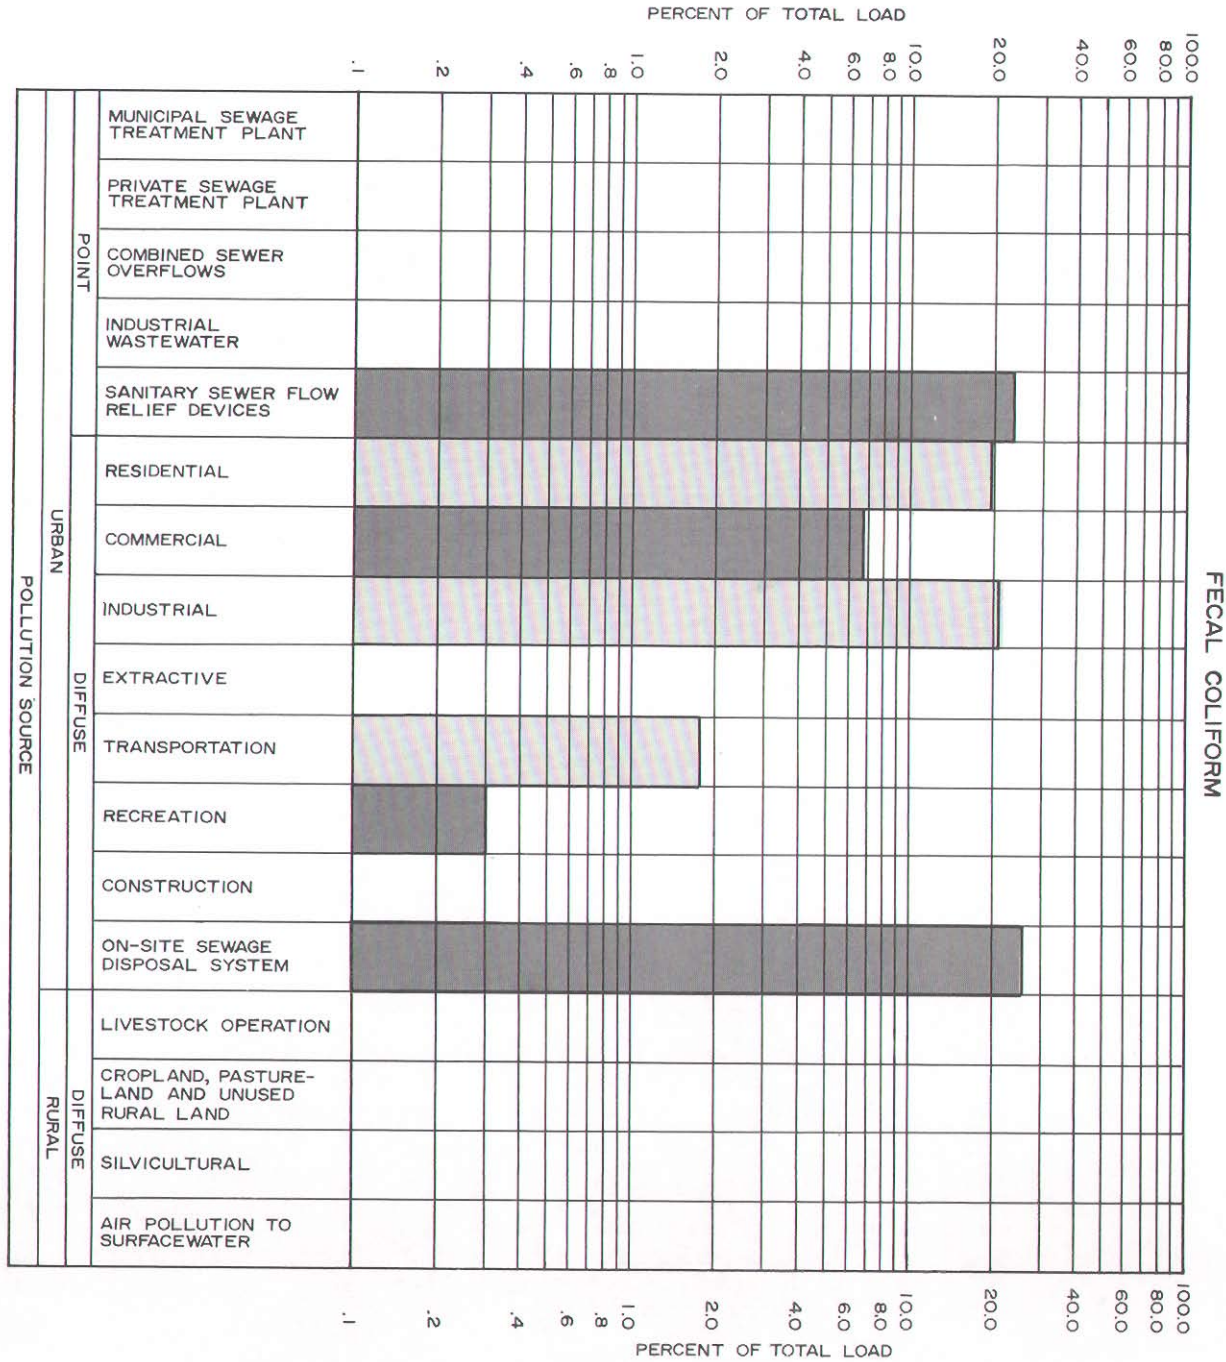 PERCENT OF TOTAL LOAD
.1 .2 .4 .6 .8 1.0 2.0 4.0 6.0 8.0 10.0 20.0 40.0 60.0 80.0 100.0
MUNICIPAL SEWAGE
TREATMENT PLANT
PRIVATE SEWAGE
TREATMENT PLANT
COMBINED SEWER
OVERFLOWS
INDUSTRIAL
WASTEWATER
SANITARY SEWER FLOW
RELIEF DEVICES
RESIDENTIAL
COMMERCIAL
INDUSTRIAL
EXTRACTIVE
TRANSPORTATION
RECREATION
CONSTRUCTION
ON-SITE SEWAGE
DISPOSAL SYSTEM
LIVESTOCK OPERATION
CROPLAND, PASTURE-
LAND AND UNUSED
RURAL LAND
SILVICULTURAL
AIR POLLUTION TO
SURFACEWATER
POINT
DIFFUSE
DIFFUSE
URBAN
RURAL
POLLUTION SOURCE
FECAL COLIFORM
.1 .2 .4 .6 .8 1.0 2.0 4.0 6.0 8.0 10.0 20.0 40.0 60.0 80.0 100.0
PERCENT OF TOTAL LOAD